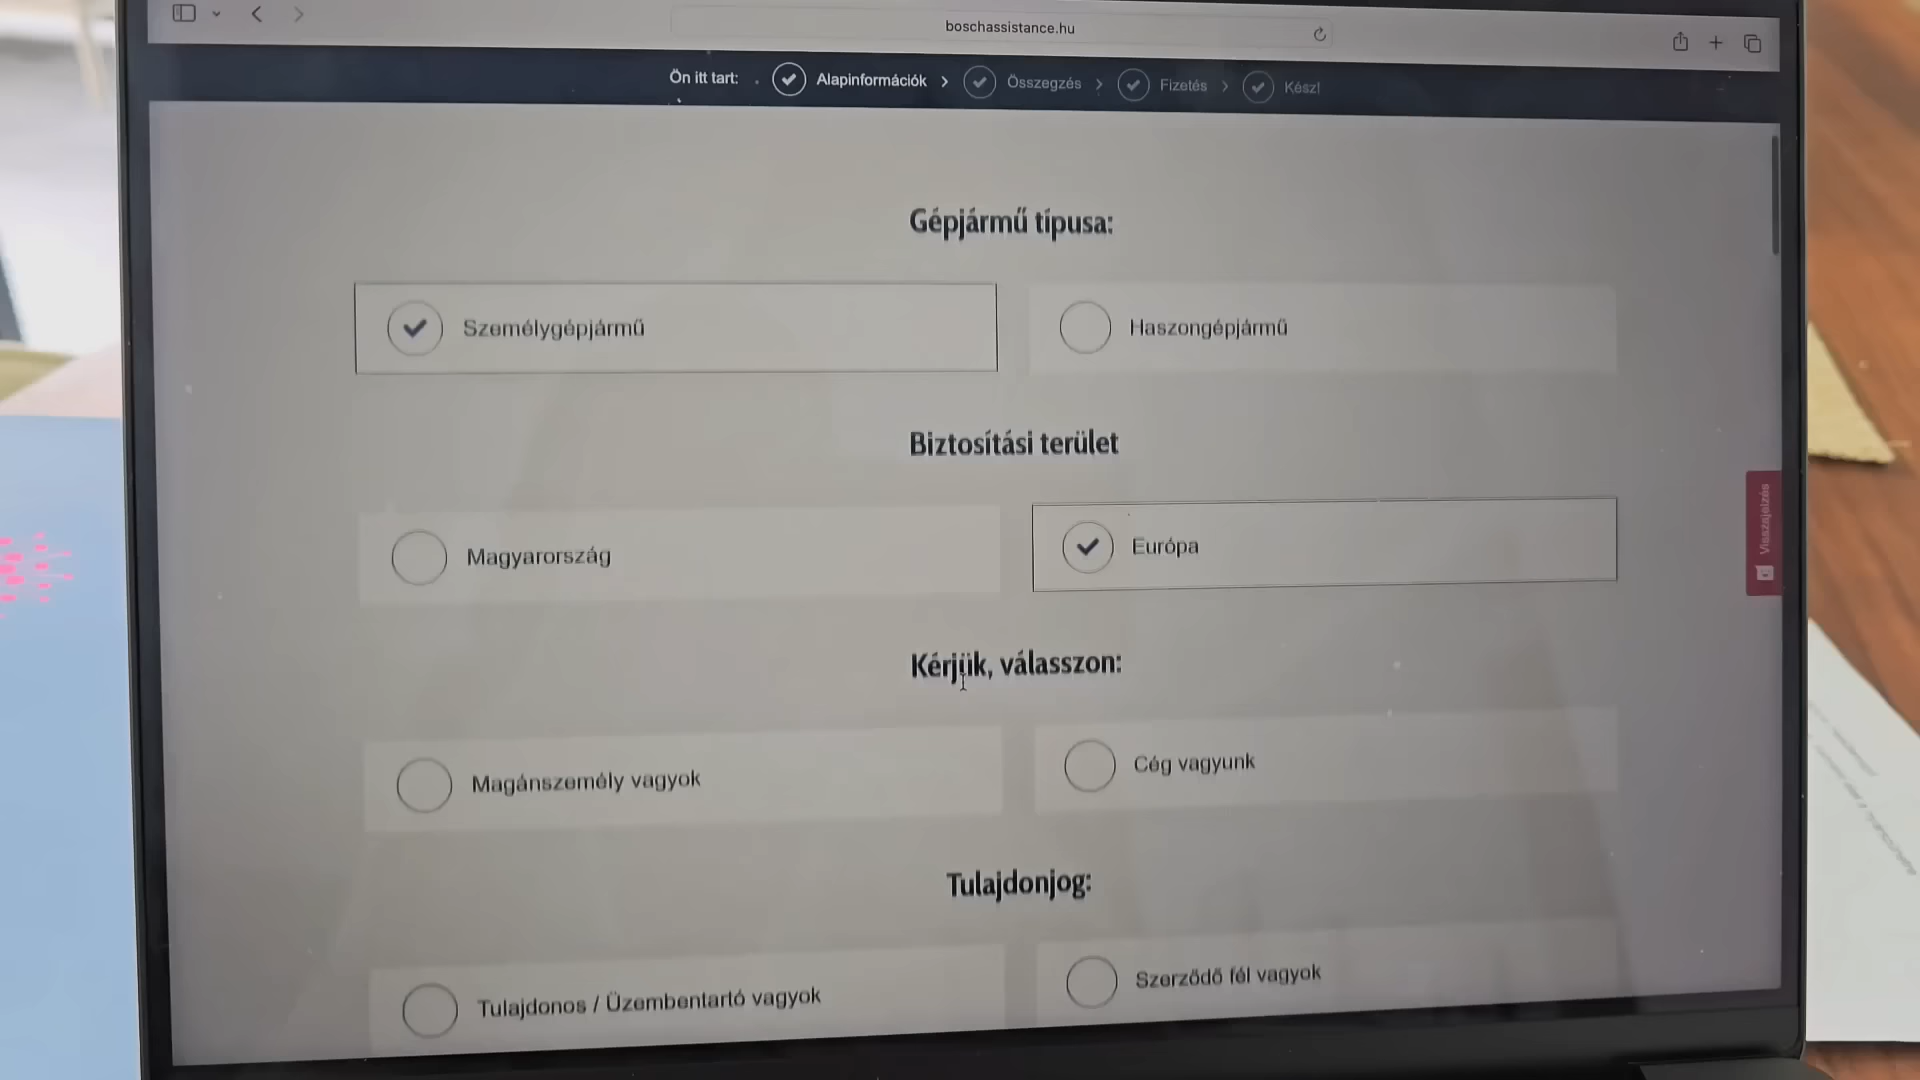 boschassistance.hu
Ön itt tart: Alapinformációk Összegzés Fizetés Kész!
Gépjármű típusa:
Személygépjármű Haszongépjármű
Biztosítási terület
Magyarország Európa
Visszajelzés
Kérjük, válasszon:
Magánszemély vagyok Cég vagyunk
Tulajdonjog:
Tulajdonos / Üzembentartó vagyok Szerződő fél vagyok